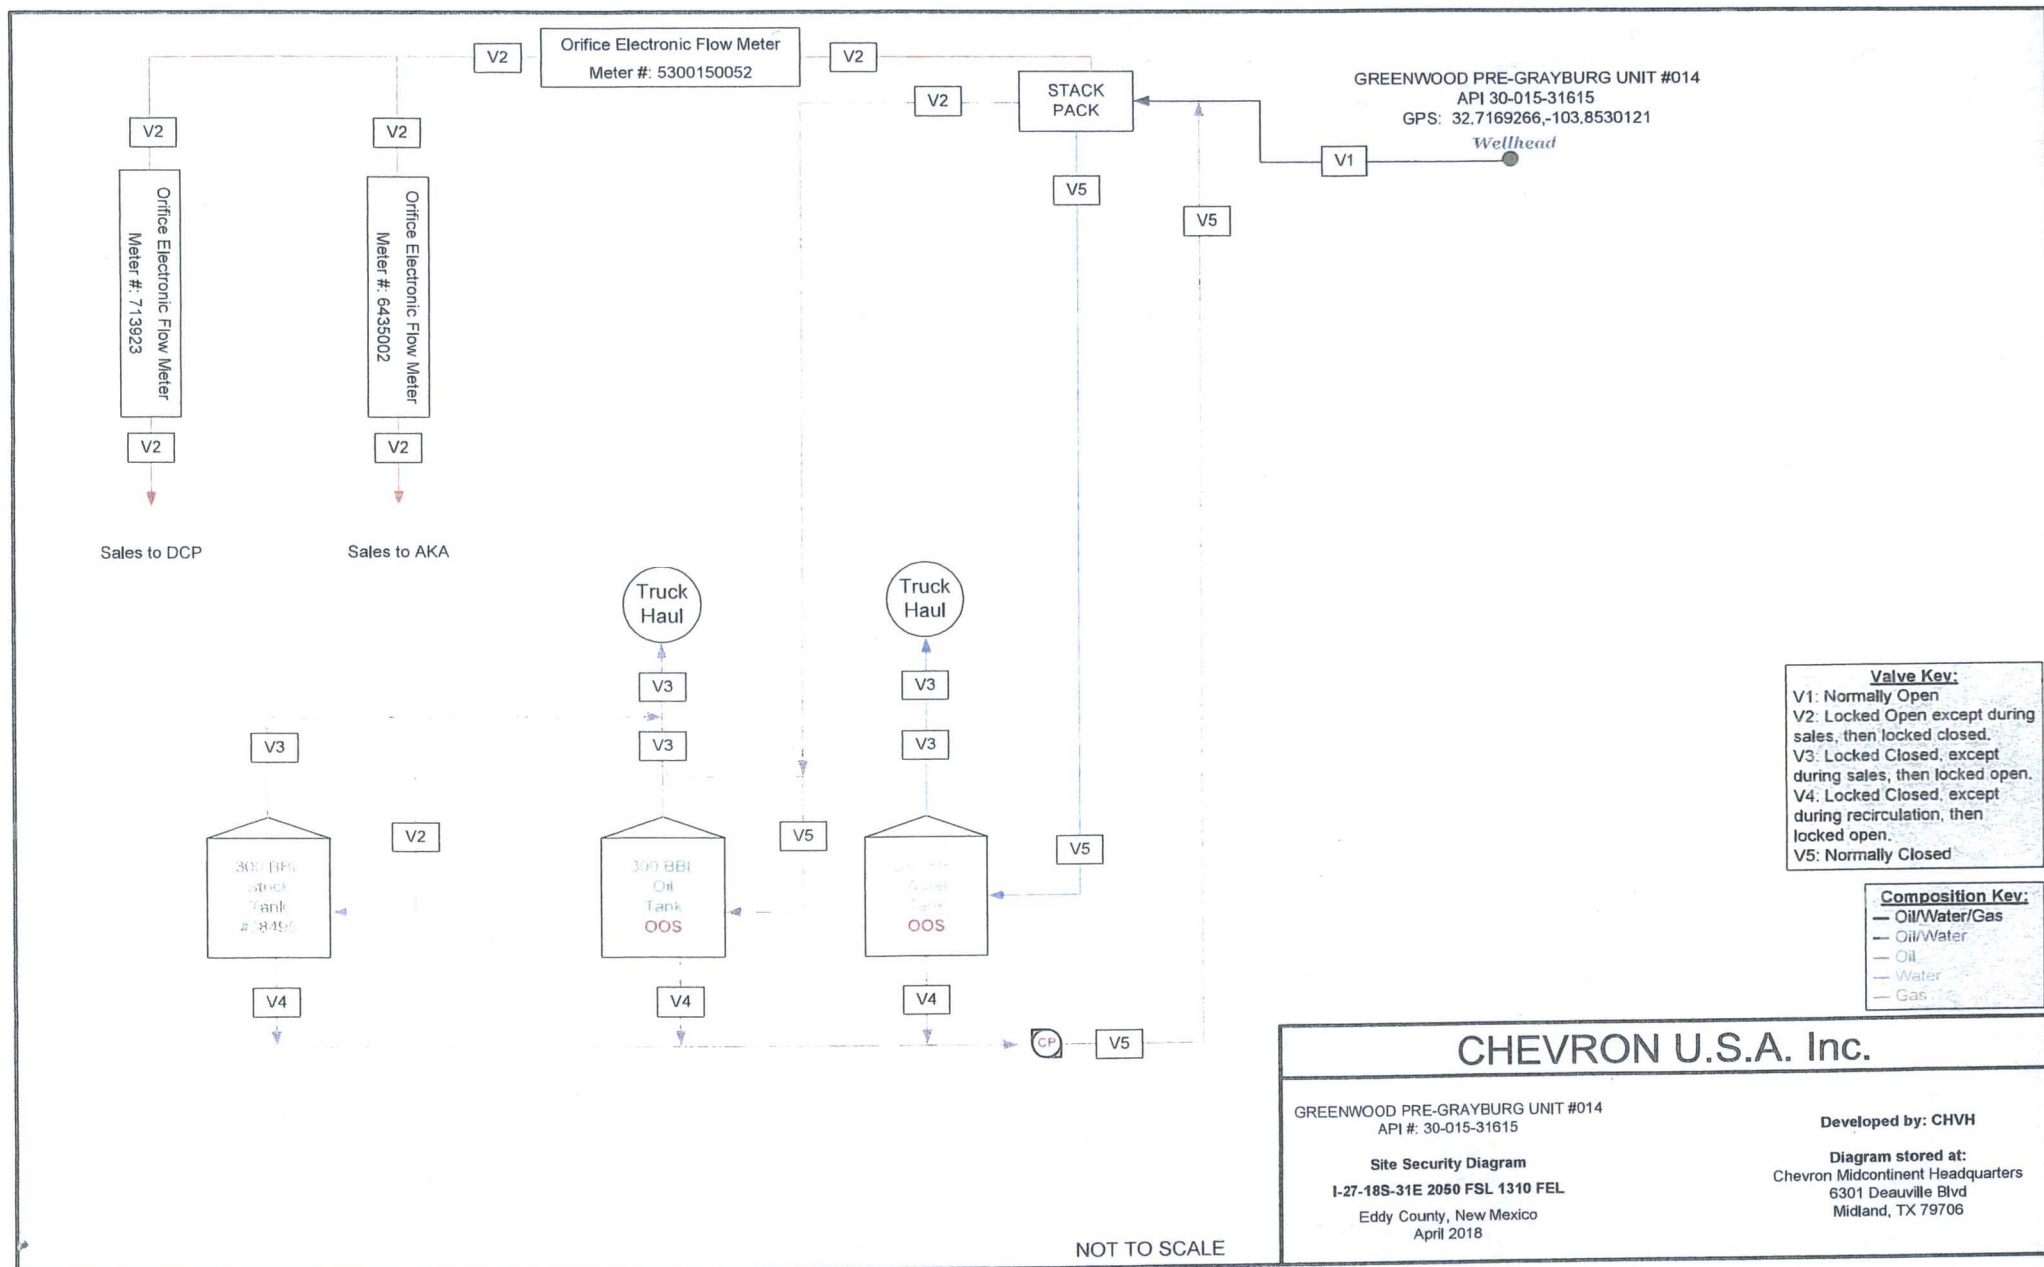 V2
Orifice Electronic Flow Meter
Meter #: 5300150052
V2
V2
STACK
PACK
GREENWOOD PRE-GRAYBURG UNIT #014
API 30-015-31615
GPS: 32.7169266,-103.8530121
Wellhead
V1
V2
V2
V5
V5
Orifice Electronic Flow Meter
Meter #: 713923
Orifice Electronic Flow Meter
Meter #: 6435002
V2
V2
Sales to DCP
Sales to AKA
Truck
Haul
Truck
Haul
V3
V3
V3
V3
V3
V2
V5
V5
300 BBl
Stock
Tank
300 BBl
Oil
Tank
OOS
Water
Tank
OOS
V4
V4
V4
CP
V5
Valve Key:
V1: Normally Open
V2: Locked Open except during
sales, then locked closed.
V3: Locked Closed, except
during sales, then locked open.
V4: Locked Closed, except
during recirculation, then
locked open.
V5: Normally Closed
Composition Key:
Oil/Water/Gas
Oil/Water
Oil
Water
Gas
CHEVRON U.S.A. Inc.
GREENWOOD PRE-GRAYBURG UNIT #014
API #: 30-015-31615
Site Security Diagram
I-27-18S-31E 2050 FSL 1310 FEL
Eddy County, New Mexico
April 2018
Developed by: CHVH
Diagram stored at:
Chevron Midcontinent Headquarters
6301 Deauville Blvd
Midland, TX 79706
NOT TO SCALE